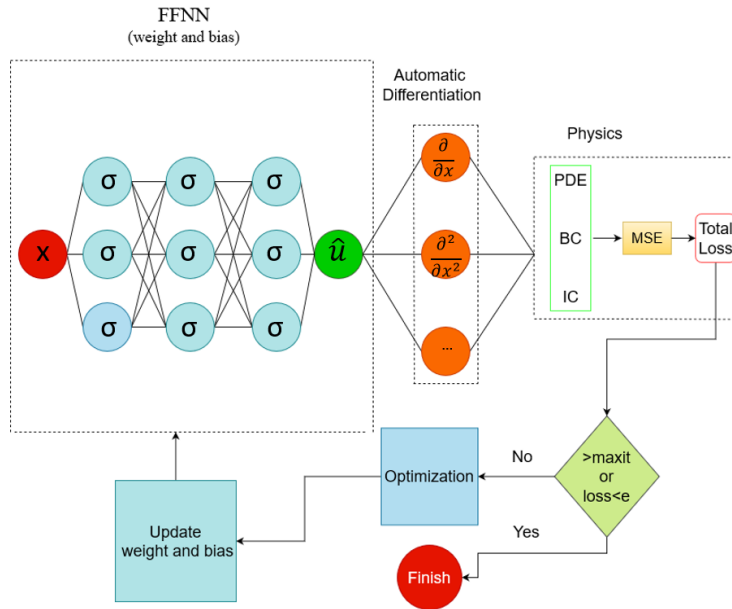 FFNN
(weight and bias)
Automatic
Differentiation
Physics
x
σ σ σ
σ σ σ
σ σ σ
û
∂
∂x
∂²
∂x²
...
PDE
BC
IC
MSE
Total
Loss
>maxit
or
loss<e
No
Yes
Optimization
Update
weight and bias
Finish